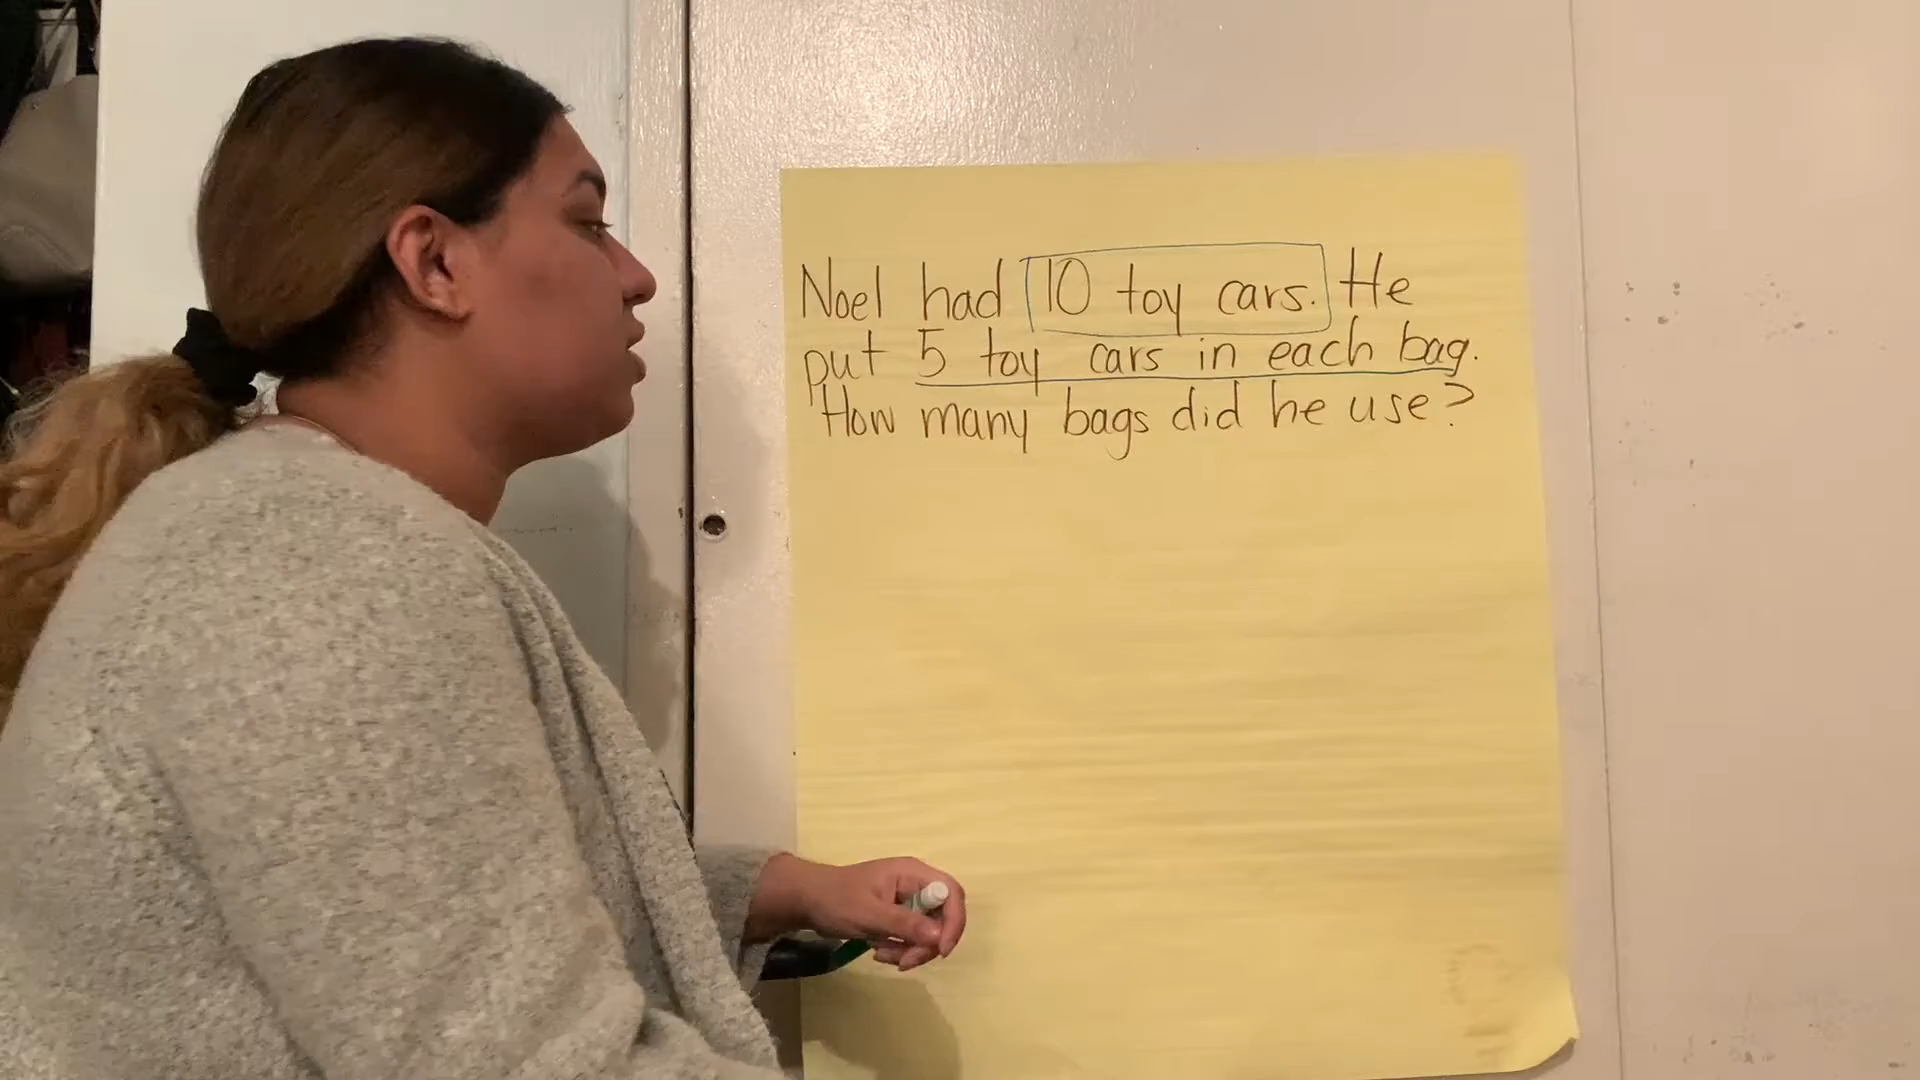 Noel had 10 toy cars. He
put 5 toy cars in each bag.
How many bags did he use?